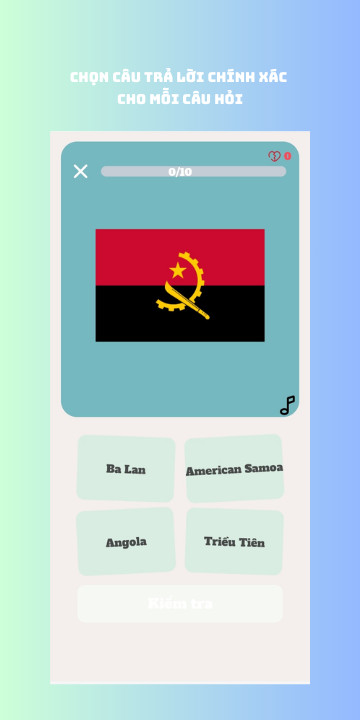 CHỌN CÂU TRẢ LỜI CHÍNH XÁC
CHO MỖI CÂU HỎI
0
0/10
Ba Lan
American Samoa
Angola
Triều Tiên
Kiểm tra